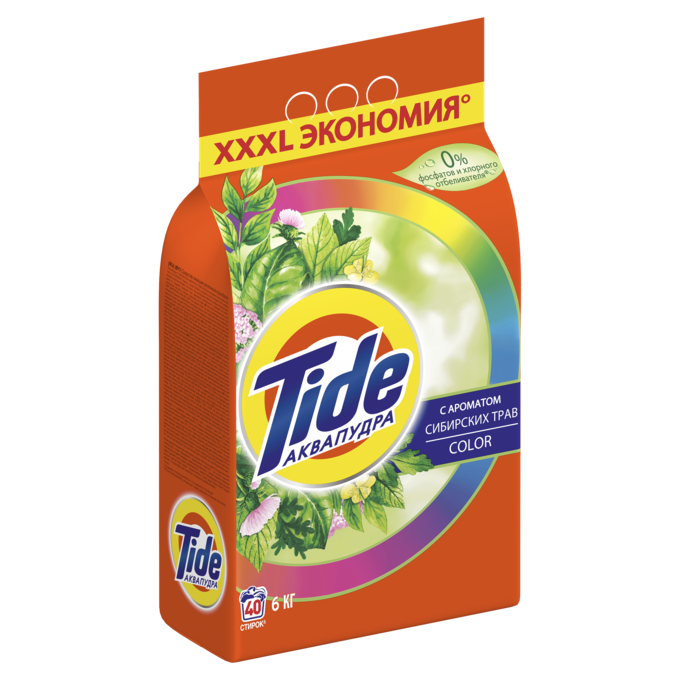 XXXL ЭКОНОМИЯ°
0%
фосфатов и хлорного
отбеливателя*
Tide
АКВАПУДРА
С АРОМАТОМ
СИБИРСКИХ ТРАВ
COLOR
Tide
АКВАПУДРА
40
СТИРОК
6 КГ